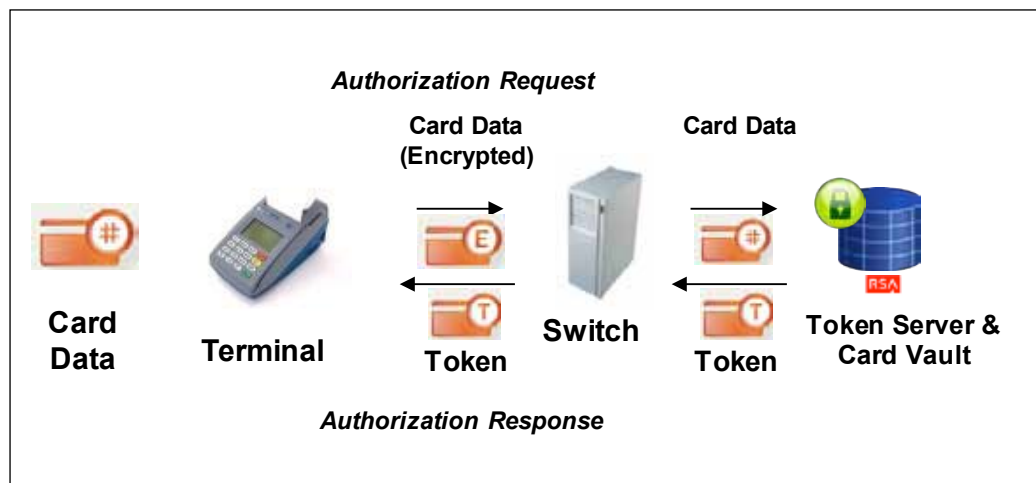 Authorization Request
Card Data
(Encrypted)
Card Data
#
E
#
RSA
T
T
Card
Data
Terminal
Token
Switch
Token
Token Server &
Card Vault
Authorization Response